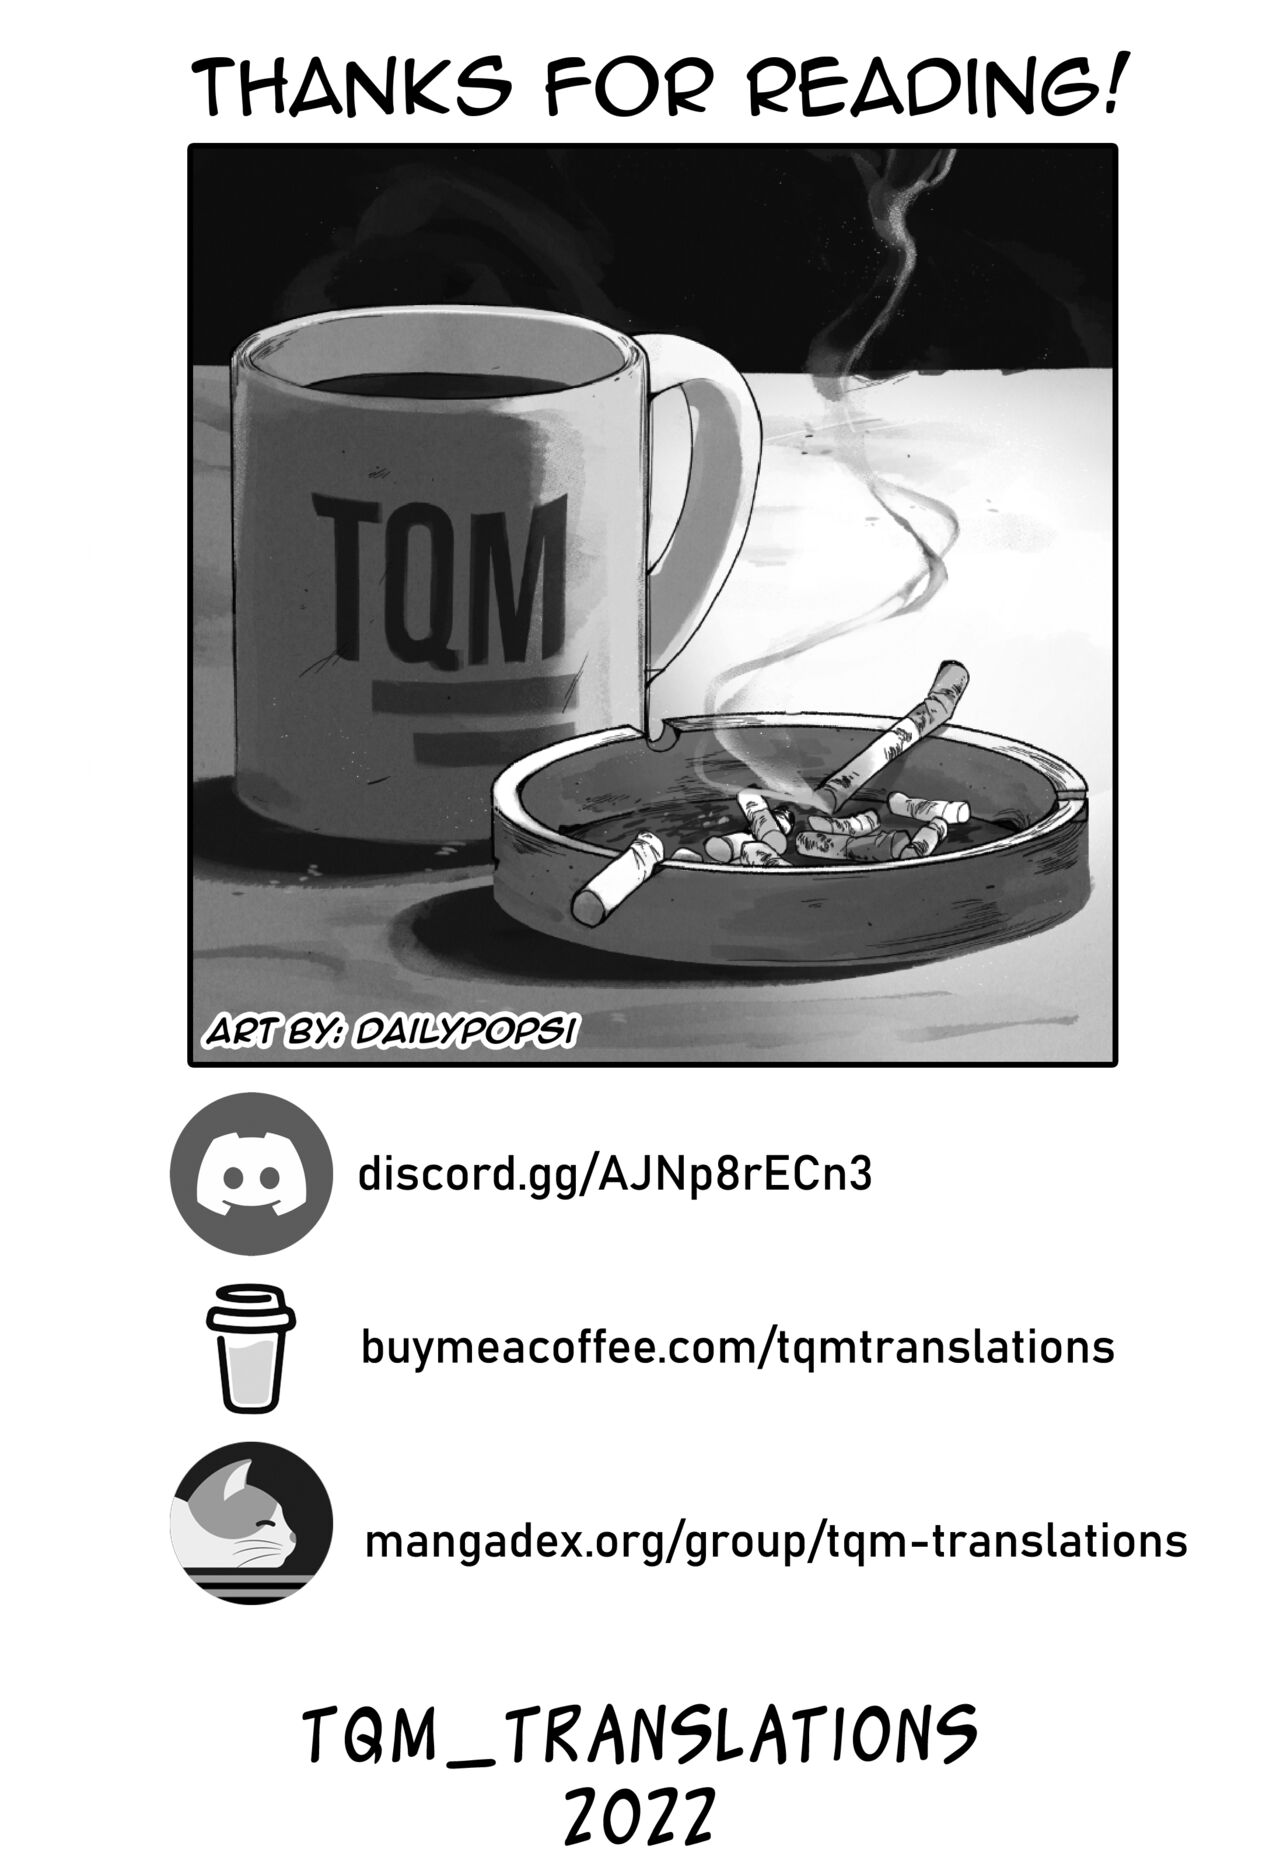 THANKS FOR READING!
TQM
ART BY: DAILYPOPSI
discord.gg/AJNp8rECn3
buymeacoffee.com/tqmtranslations
mangadex.org/group/tqm-translations
TQM_TRANSLATIONS
2022